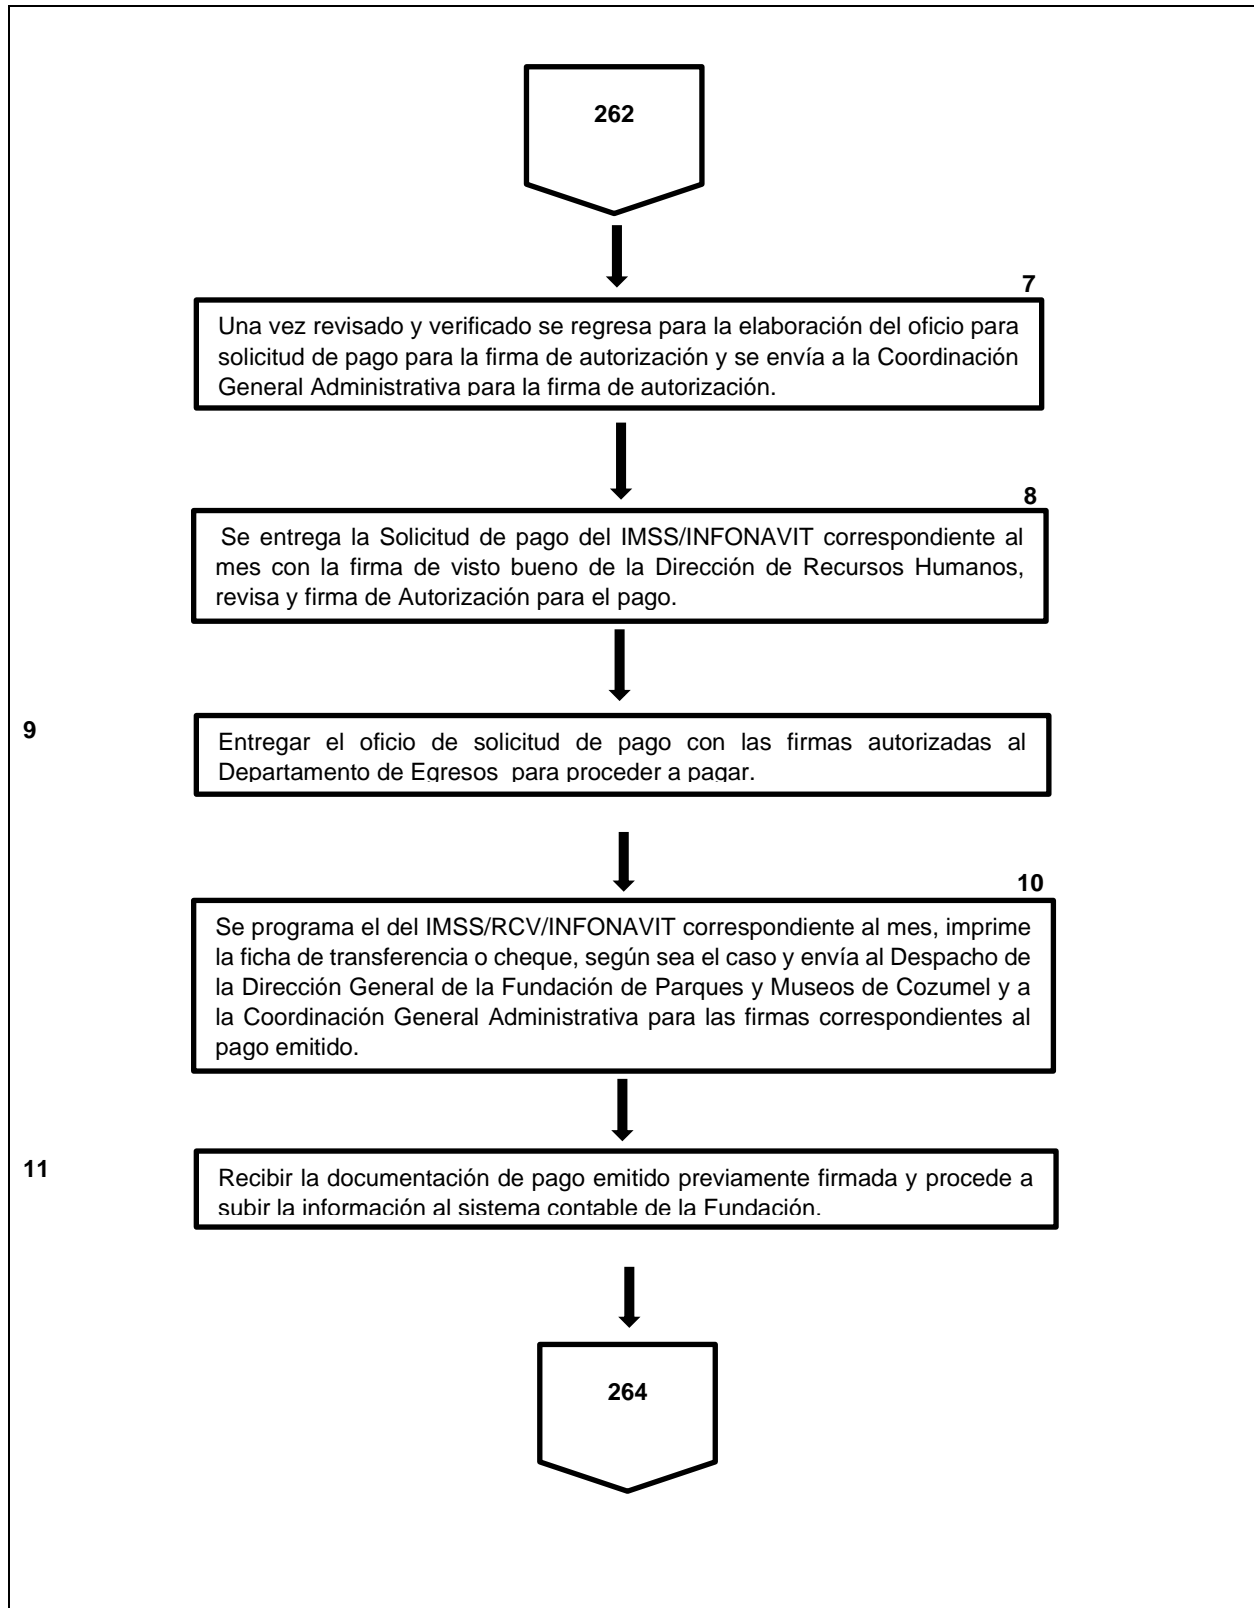 262
7
Una vez revisado y verificado se regresa para la elaboración del oficio para
solicitud de pago para la firma de autorización y se envía a la Coordinación
General Administrativa para la firma de autorización.
8
Se entrega la Solicitud de pago del IMSS/INFONAVIT correspondiente al
mes con la firma de visto bueno de la Dirección de Recursos Humanos,
revisa y firma de Autorización para el pago.
9
Entregar el oficio de solicitud de pago con las firmas autorizadas al
Departamento de Egresos para proceder a pagar.
10
Se programa el del IMSS/RCV/INFONAVIT correspondiente al mes, imprime
la ficha de transferencia o cheque, según sea el caso y envía al Despacho de
la Dirección General de la Fundación de Parques y Museos de Cozumel y a
la Coordinación General Administrativa para las firmas correspondientes al
pago emitido.
11
Recibir la documentación de pago emitido previamente firmada y procede a
subir la información al sistema contable de la Fundación.
264